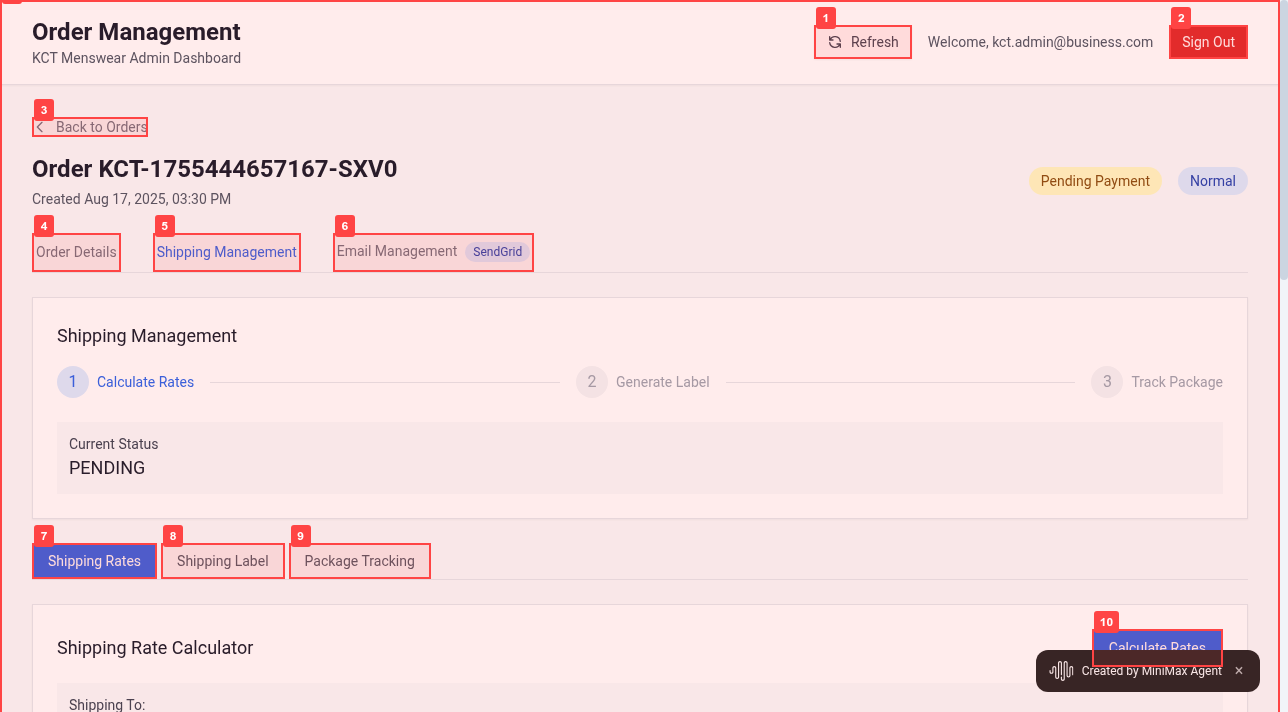 Order Management
KCT Menswear Admin Dashboard
1
Refresh
Welcome, kct.admin@business.com
2
Sign Out
3
Back to Orders
Order KCT-1755444657167-SXV0
Created Aug 17, 2025, 03:30 PM
Pending Payment
Normal
4
Order Details
5
Shipping Management
6
Email Management SendGrid
Shipping Management
1 Calculate Rates
2 Generate Label
3 Track Package
Current Status
PENDING
7
Shipping Rates
8
Shipping Label
9
Package Tracking
Shipping Rate Calculator
10
Calculate Rates
Created by MiniMax Agent ×
Shipping To: